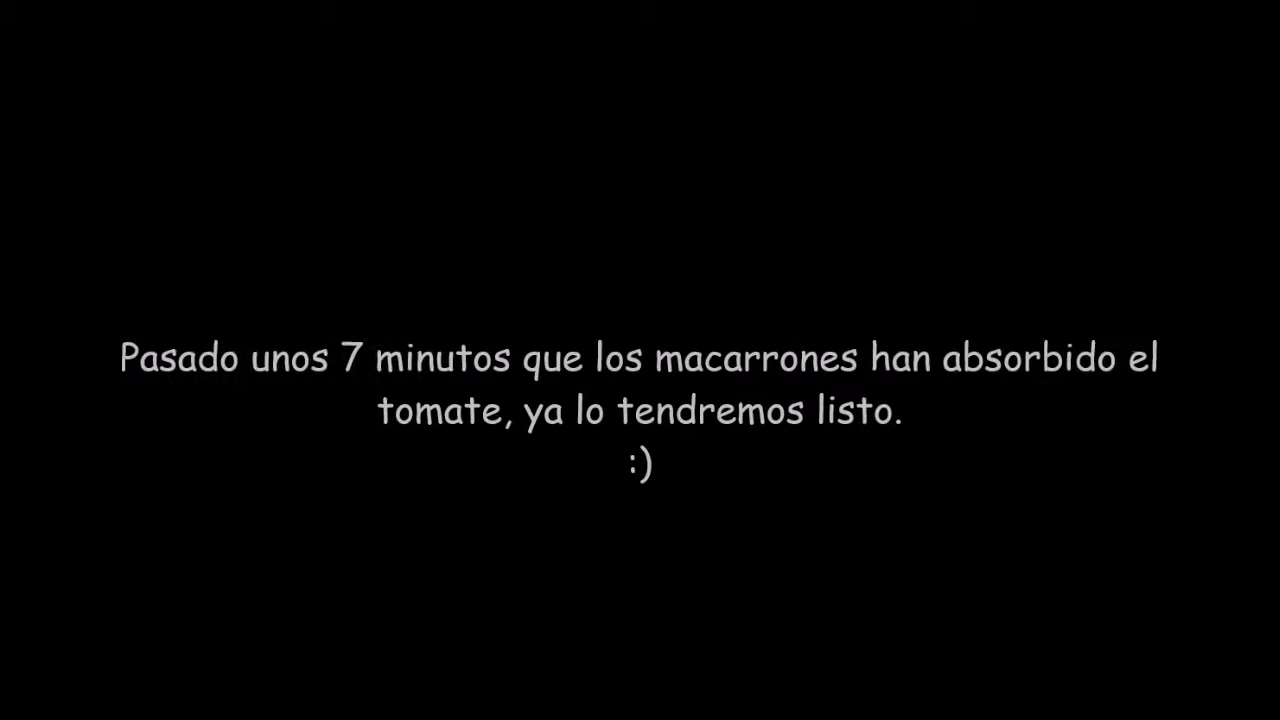 Pasado unos 7 minutos que los macarrones han absorbido el
tomate, ya lo tendremos listo.
:)